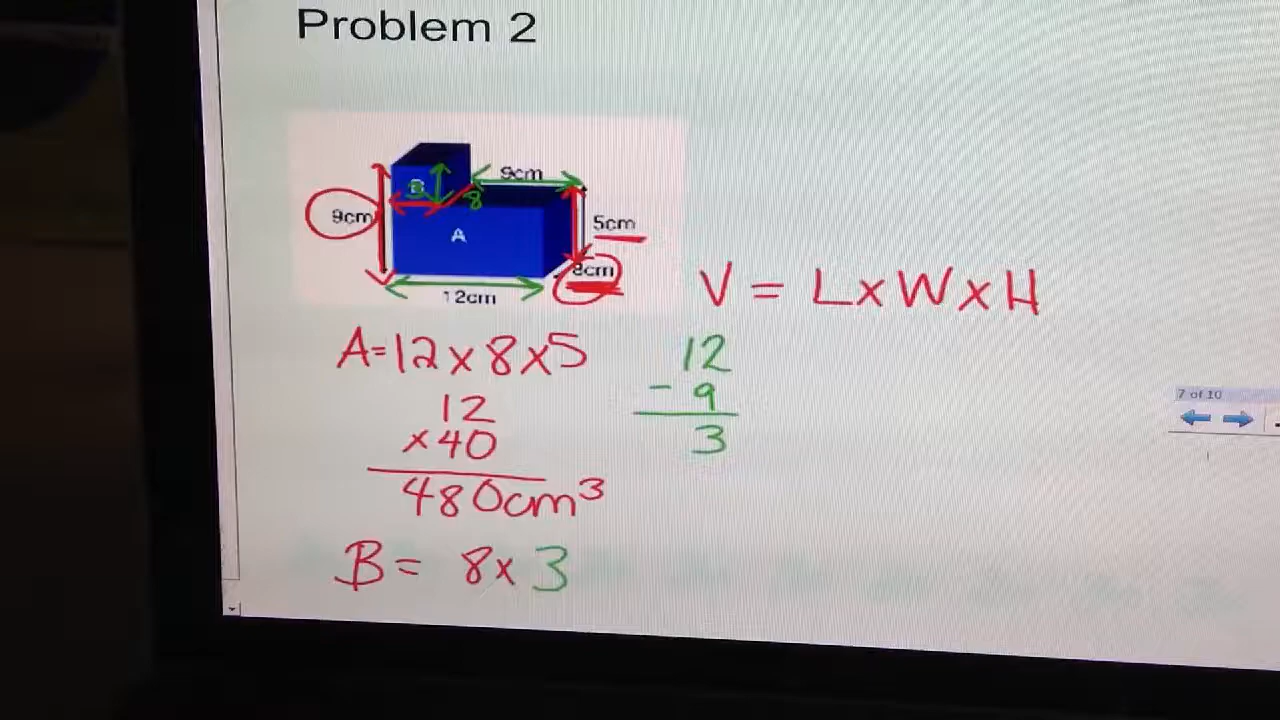 Problem 2
9cm
B
8
9cm
5cm
A
8cm
12cm
V = L x W x H
A=12 x 8 x 5
12
x 40
480cm³
12
- 9
3
B = 8 x 3
7 of 10